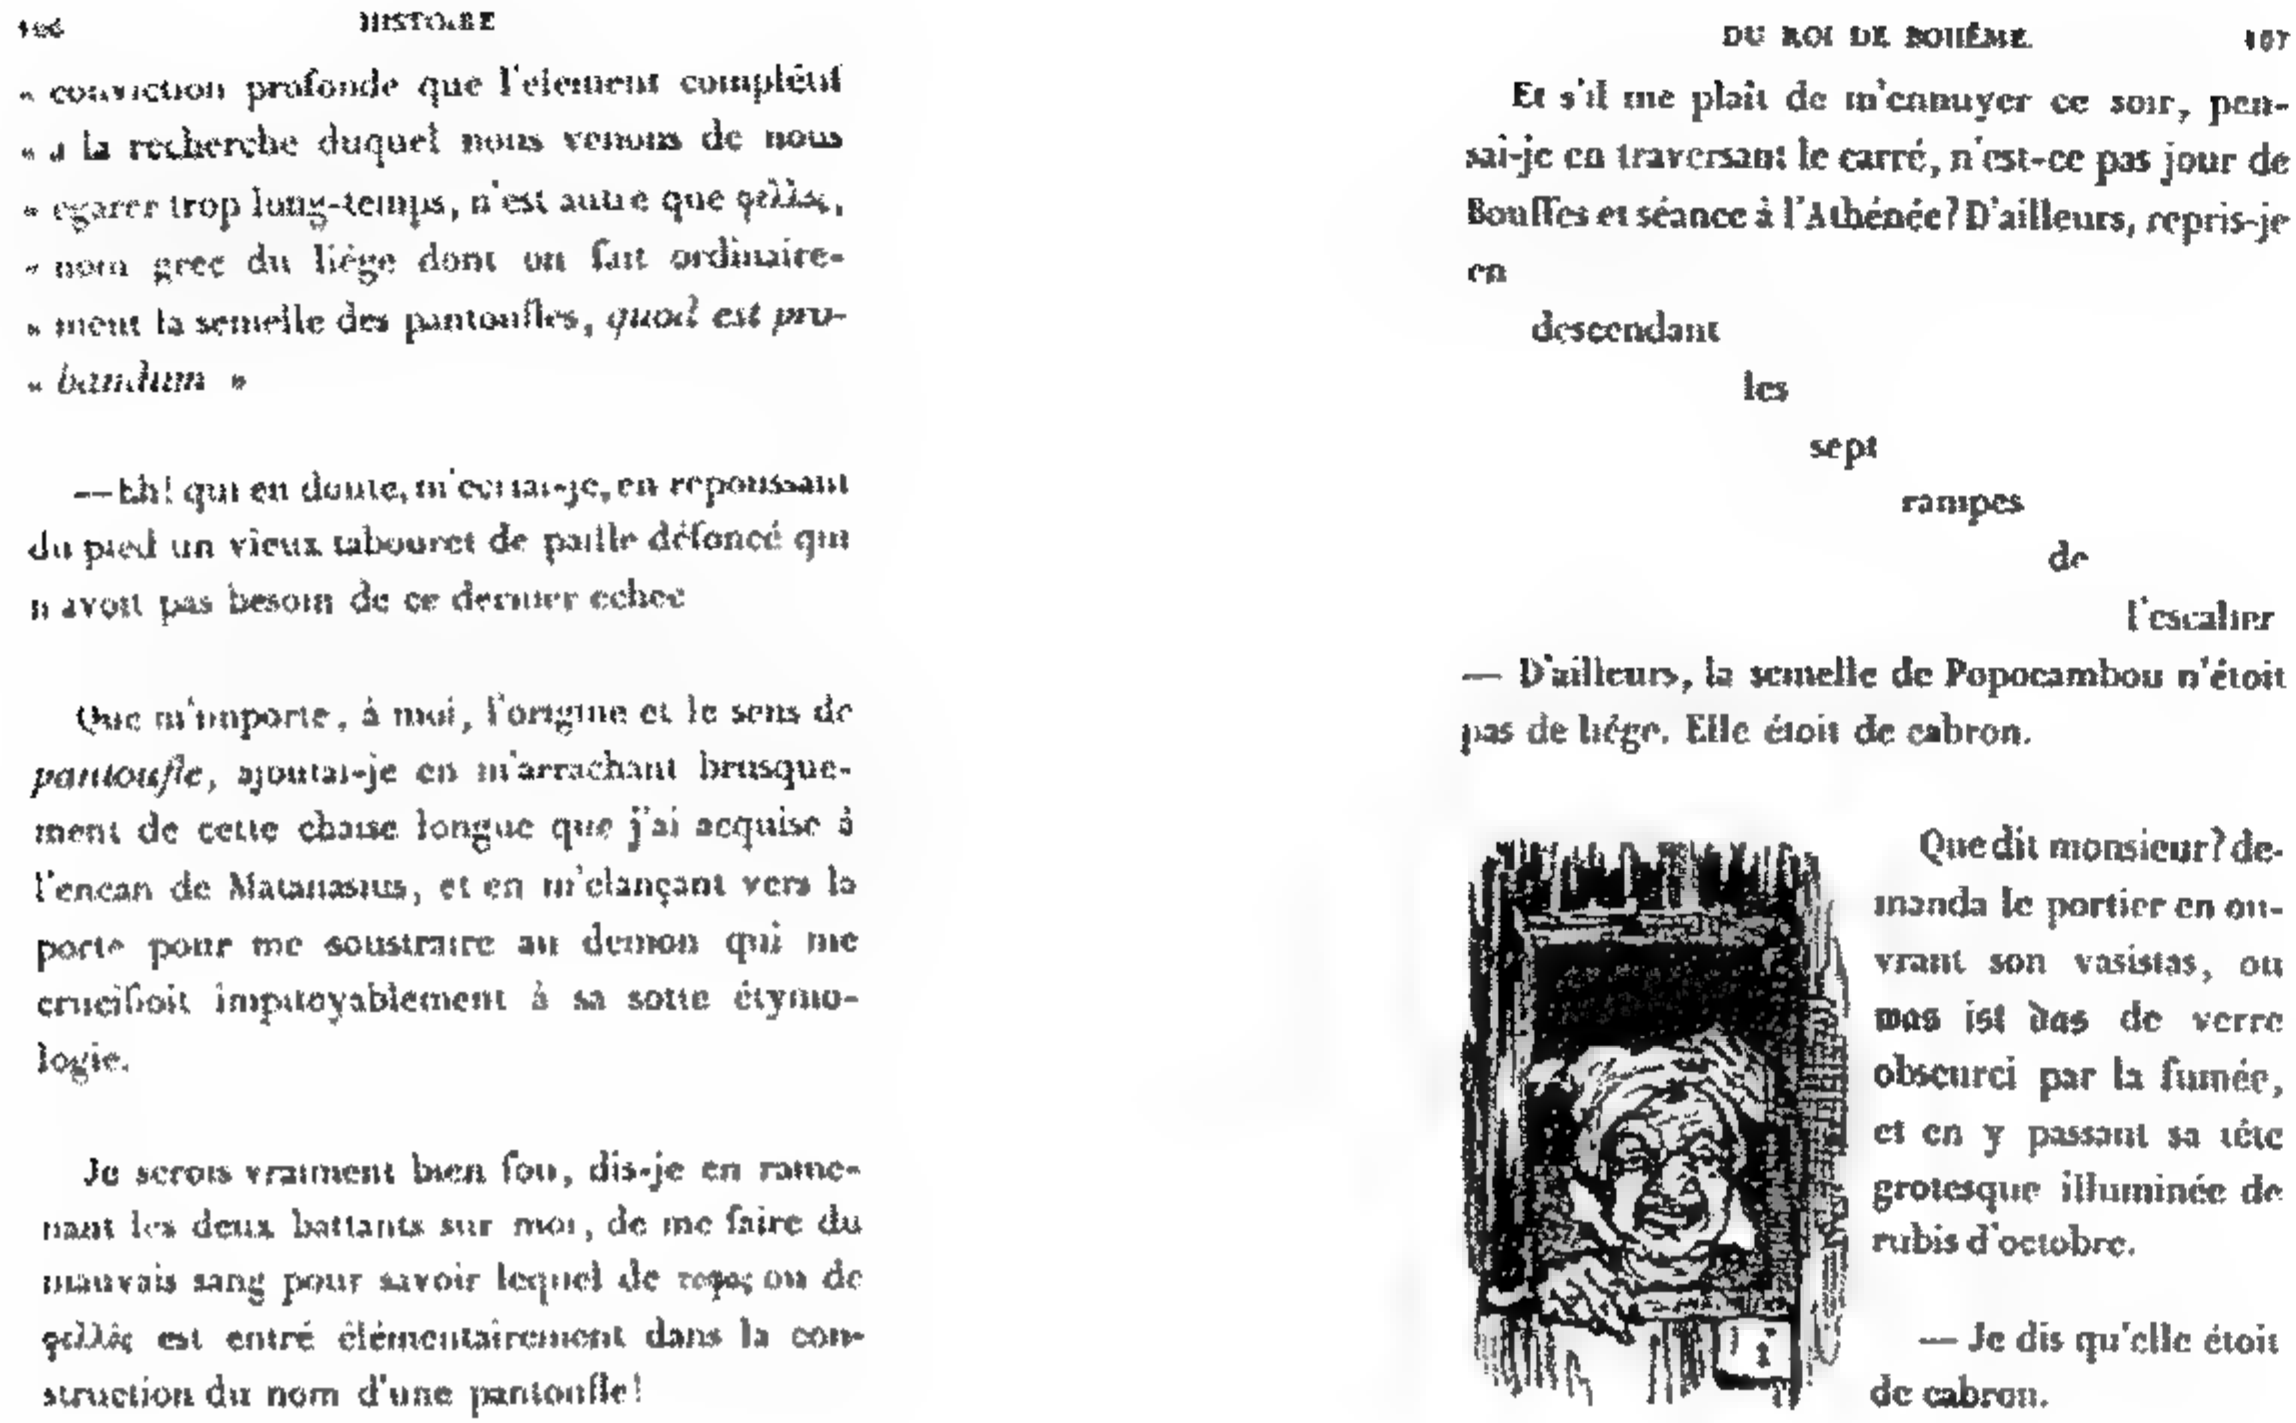 106 HISTOIRE
« conviction profonde que l'élément complétif
« à la recherche duquel nous venons de nous
« égarer trop long-temps, n'est autre que φελλὸς,
« nom grec du liége dont on fait ordinaire-
« ment la semelle des pantoufles, quod est pro-
« bandum »
—Eh! qui en doute, m'écriai-je, en repoussant
du pied un vieux tabouret de paille défoncé qui
n'avoit pas besoin de ce dernier échec
Que m'importe, à moi, l'origine et le sens de
pantoufle, ajoutai-je en m'arrachant brusque-
ment de cette chaise longue que j'ai acquise à
l'encan de Matanasius, et en m'élançant vers la
porte pour me soustraire au démon qui me
crucifioit impitoyablement à sa sotte étymo-
logie.
Je serois vraiment bien fou, dis-je en rame-
nant les deux battants sur moi, de me faire du
mauvais sang pour savoir lequel de ou de
φελλὸς est entré élémentairement dans la con-
struction du nom d'une pantoufle!
DU ROI DE BOHÊME. 107
Et s'il me plaît de m'ennuyer ce soir, pen-
sai-je en traversant le carré, n'est-ce pas jour de
Bouffes et séance à l'Athénée? D'ailleurs, repris-je
en
descendant
les
sept
rampes
de
l'escalier
— D'ailleurs, la semelle de Popocambou n'étoit
pas de liége. Elle étoit de cabron.
Que dit monsieur? de-
manda le portier en ou-
vrant son vasistas, ou
was ist das de verre
obscurci par la fumée,
et en y passant sa tête
grotesque illuminée de
rubis d'octobre.
— Je dis qu'elle étoit
de cabron.